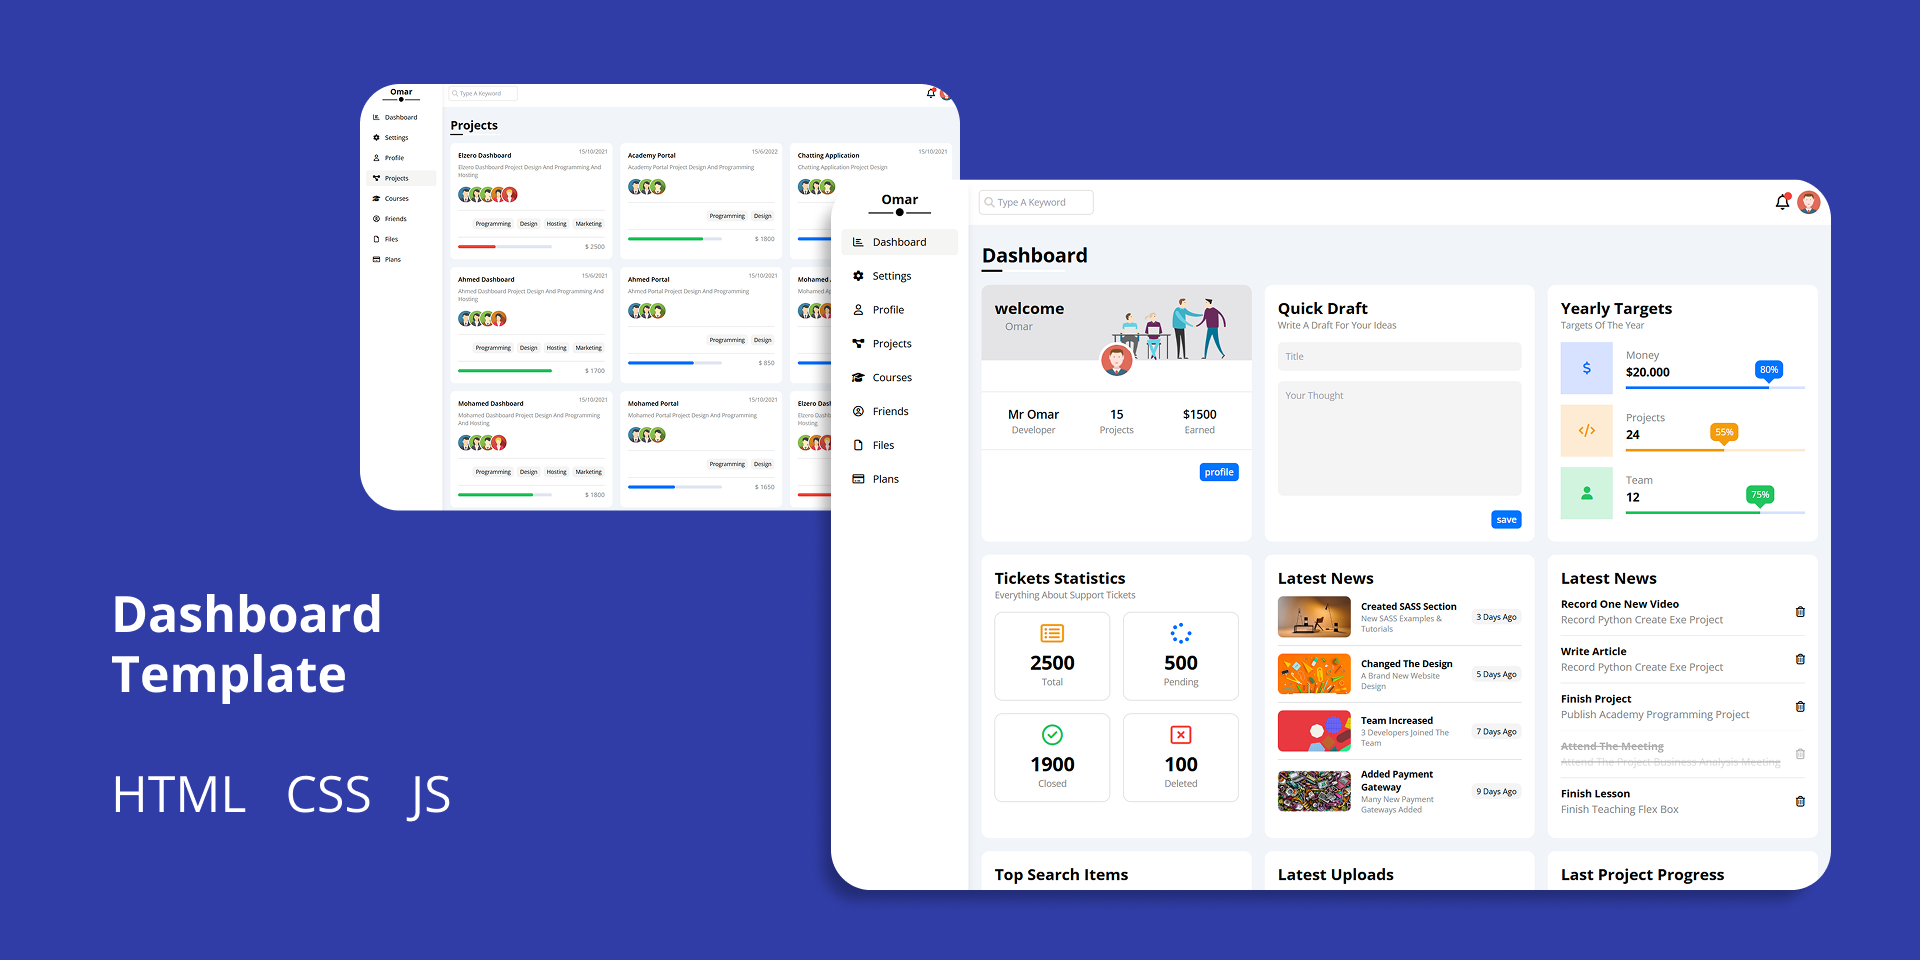 Omar
Type A Keyword
Dashboard
Settings
Profile
Projects
Courses
Friends
Files
Plans
Projects
Elzero Dashboard
15/10/2021
Elzero Dashboard Project Design And Programming And
Hosting
Programming Design Hosting Marketing
$ 2500
Academy Portal
15/6/2022
Academy Portal Project Design And Programming
Programming Design
$ 1800
Chatting Application
15/10/2021
Chatting Application Project Design
Ahmed Dashboard
15/6/2021
Ahmed Dashboard Project Design And Programming And
Hosting
Programming Design Hosting Marketing
$ 1700
Ahmed Portal
15/10/2021
Ahmed Portal Project Design And Programming
Programming Design
$ 850
Mohamed
Mohamed
Mohamed Dashboard
15/10/2021
Mohamed Dashboard Project Design And Programming
And Hosting
Programming Design Hosting Marketing
$ 1800
Mohamed Portal
15/10/2021
Mohamed Portal Project Design And Programming
Programming Design
$ 1650
Elzero Das
Elzero Dash
And Hosting
Dashboard
Template
HTML CSS JS
Omar
Type A Keyword
Dashboard
Settings
Profile
Projects
Courses
Friends
Files
Plans
Dashboard
welcome
Omar
Mr Omar
Developer
15
Projects
$1500
Earned
profile
Quick Draft
Write A Draft For Your Ideas
Title
Your Thought
save
Yearly Targets
Targets Of The Year
Money
$20.000
80%
Projects
24
55%
Team
12
75%
Tickets Statistics
Everything About Support Tickets
2500
Total
500
Pending
1900
Closed
100
Deleted
Latest News
Created SASS Section
New SASS Examples &
Tutorials
3 Days Ago
Changed The Design
A Brand New Website
Design
5 Days Ago
Team Increased
3 Developers Joined The
Team
7 Days Ago
Added Payment
Gateway
Many New Payment
Gateways Added
9 Days Ago
Latest News
Record One New Video
Record Python Create Exe Project
Write Article
Record Python Create Exe Project
Finish Project
Publish Academy Programming Project
Attend The Meeting
Attend The Project Business Analysis Meeting
Finish Lesson
Finish Teaching Flex Box
Top Search Items
Latest Uploads
Last Project Progress